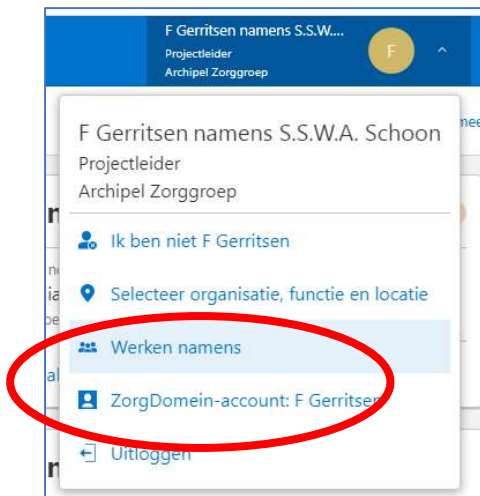 F Gerritsen namens S.S.W....
Projectleider
Archipel Zorggroep
F
F Gerritsen namens S.S.W.A. Schoon
Projectleider
Archipel Zorggroep
Ik ben niet F Gerritsen
Selecteer organisatie, functie en locatie
Werken namens
ZorgDomein-account: F Gerritsen
Uitloggen